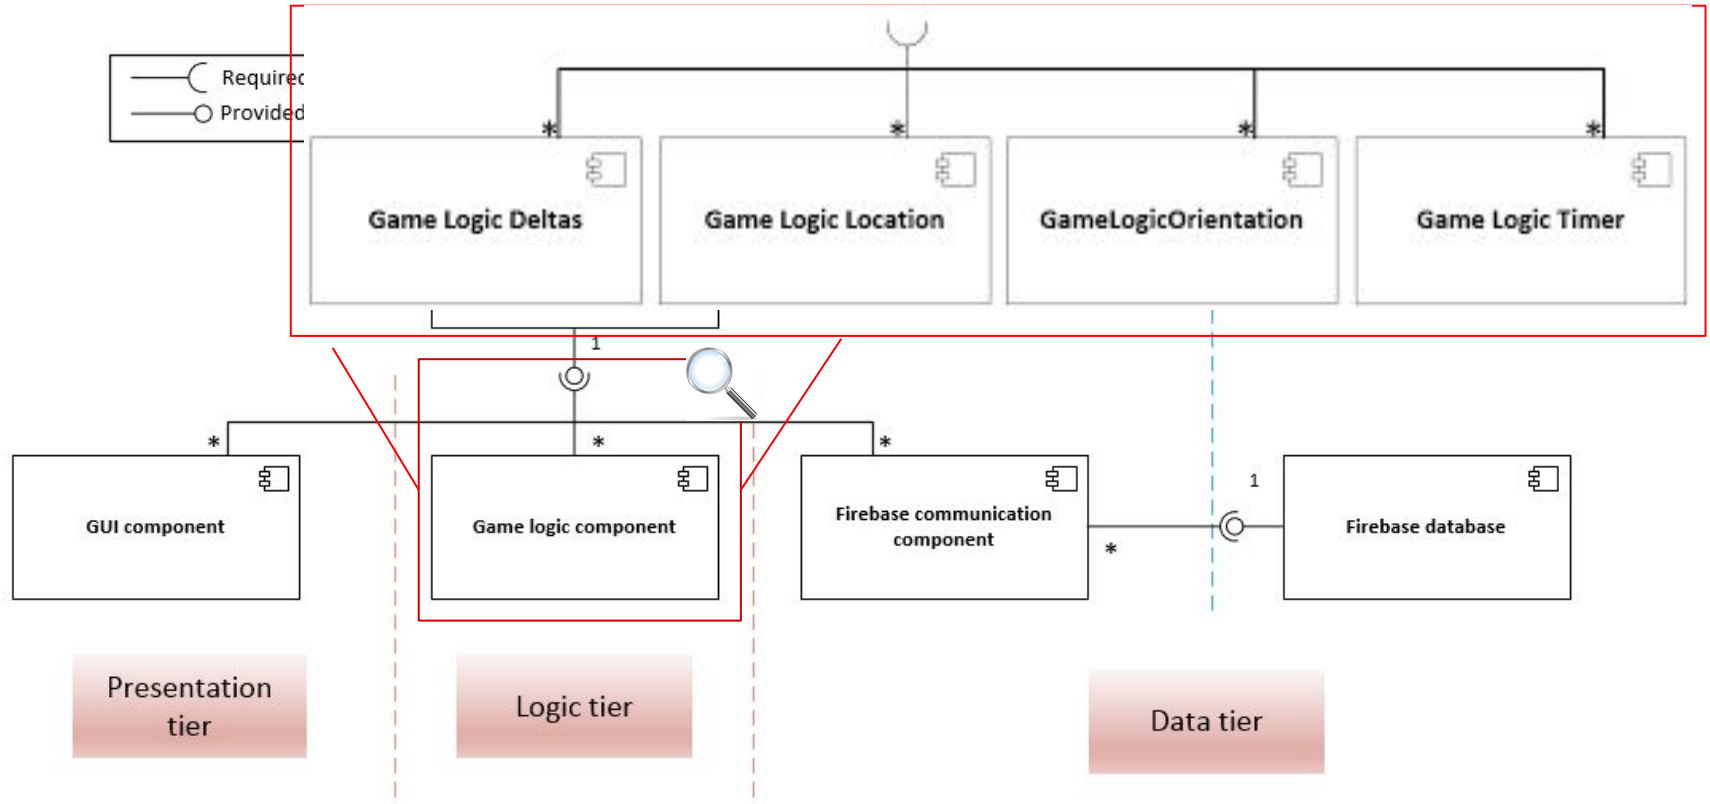 Required
Provided
*
*
*
*
Game Logic Deltas
Game Logic Location
GameLogicOrientation
Game Logic Timer
1
*
*
*
GUI component
Game logic component
Firebase communication
component
*
1
Firebase database
Presentation
tier
Logic tier
Data tier